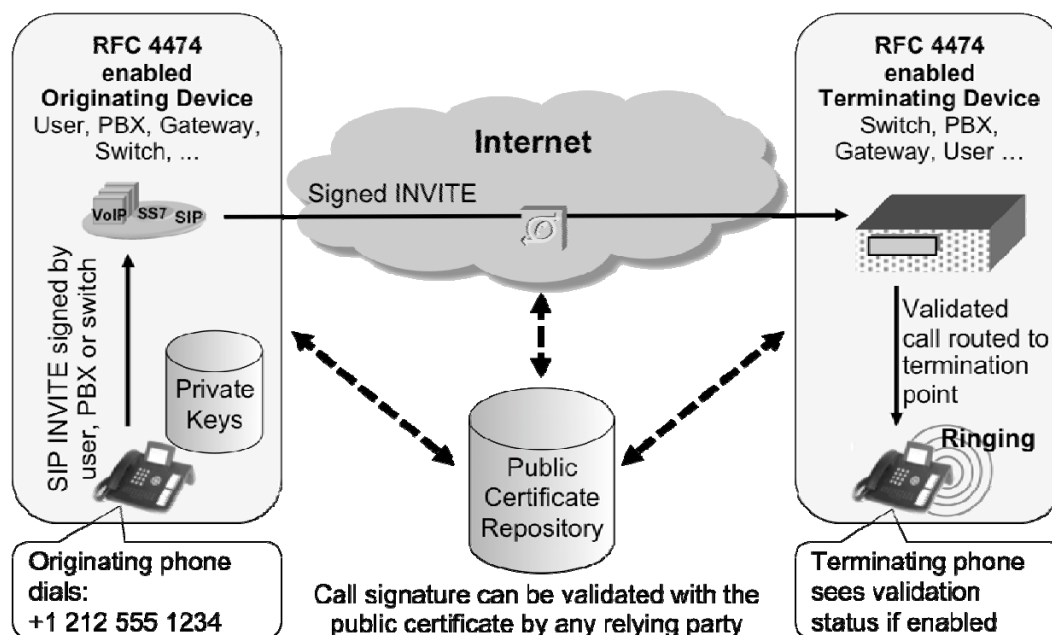 RFC 4474
enabled
Originating Device
User, PBX, Gateway,
Switch, ...
VoIP
SS7
SIP
SIP INVITE signed by
user, PBX or switch
Private
Keys
Originating phone
dials:
+1 212 555 1234
Internet
Signed INVITE
Public
Certificate
Repository
Call signature can be validated with the
public certificate by any relying party
RFC 4474
enabled
Terminating Device
Switch, PBX,
Gateway, User ...
Validated
call routed to
termination
point
Ringing
Terminating phone
sees validation
status if enabled